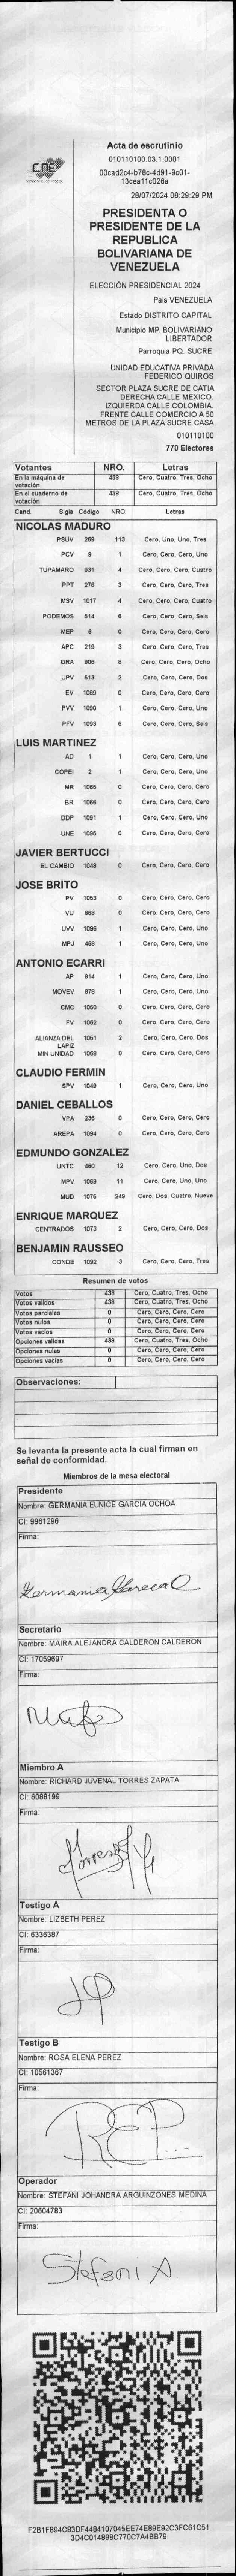 CNE
Acta de escrutinio
010110100.03.1.0001
00cad2c4-b78c-4d91-9c01-
13cea11c028a
28/07/2024 08:29:29 PM
PRESIDENTA O
PRESIDENTE DE LA
REPUBLICA
BOLIVARIANA DE
VENEZUELA
ELECCIÓN PRESIDENCIAL 2024
País VENEZUELA
Estado DISTRITO CAPITAL
Municipio MP. BOLIVARIANO
LIBERTADOR
Parroquia PQ. SUCRE
UNIDAD EDUCATIVA PRIVADA
FEDERICO QUIROS
SECTOR PLAZA SUCRE DE CATIA
DERECHA CALLE MEXICO.
IZQUIERDA CALLE COLOMBIA.
FRENTE CALLE COMERCIO A 50
METROS DE LA PLAZA SUCRE CASA
010110100
770 Electores
Votantes NRO. Letras
En la máquina de votación 438 Cero, Cuatro, Tres, Ocho
En el cuaderno de votación 438 Cero, Cuatro, Tres, Ocho
Cand. Sigla Código NRO. Letras
NICOLAS MADURO
PSUV 269 113 Cero, Uno, Uno, Tres
PCV 9 1 Cero, Cero, Cero, Uno
TUPAMARO 931 4 Cero, Cero, Cero, Cuatro
PPT 276 3 Cero, Cero, Cero, Tres
MSV 1017 4 Cero, Cero, Cero, Cuatro
PODEMOS 514 6 Cero, Cero, Cero, Seis
MEP 6 0 Cero, Cero, Cero, Cero
APC 219 3 Cero, Cero, Cero, Tres
ORA 906 8 Cero, Cero, Cero, Ocho
UPV 613 2 Cero, Cero, Cero, Dos
EV 1089 0 Cero, Cero, Cero, Cero
PVV 1090 1 Cero, Cero, Cero, Uno
PFV 1093 6 Cero, Cero, Cero, Seis
LUIS MARTINEZ
AD 1 1 Cero, Cero, Cero, Uno
COPEI 2 1 Cero, Cero, Cero, Uno
MR 1065 0 Cero, Cero, Cero, Cero
BR 1066 0 Cero, Cero, Cero, Cero
DDP 1091 1 Cero, Cero, Cero, Uno
UNE 1096 0 Cero, Cero, Cero, Cero
JAVIER BERTUCCI
EL CAMBIO 1048 0 Cero, Cero, Cero, Cero
JOSE BRITO
PV 1053 0 Cero, Cero, Cero, Cero
VU 968 0 Cero, Cero, Cero, Cero
UVV 1 Cero, Cero, Cero, Uno
MPJ 468 1 Cero, Cero, Cero, Uno
ANTONIO ECARRI
AP 814 1 Cero, Cero, Cero, Uno
MOVEV 878 1 Cero, Cero, Cero, Uno
CMC 1050 0 Cero, Cero, Cero, Cero
FV 1062 0 Cero, Cero, Cero, Cero
ALIANZA DEL LAPIZ 1051 2 Cero, Cero, Cero, Dos
MIN UNIDAD 1068 0 Cero, Cero, Cero, Cero
CLAUDIO FERMIN
SPV 1049 1 Cero, Cero, Cero, Uno
DANIEL CEBALLOS
VPA 236 0 Cero, Cero, Cero, Cero
AREPA 1094 0 Cero, Cero, Cero, Cero
EDMUNDO GONZALEZ
UNTC 460 12 Cero, Cero, Uno, Dos
MPV 1069 11 Cero, Cero, Uno, Uno
MUD 1075 249 Cero, Dos, Cuatro, Nueve
ENRIQUE MARQUEZ
CENTRADOS 1073 2 Cero, Cero, Cero, Dos
BENJAMIN RAUSSEO
CONDE 1092 3 Cero, Cero, Cero, Tres
Resumen de votos
Votos 438 Cero, Cuatro, Tres, Ocho
Votos validos 438 Cero, Cuatro, Tres, Ocho
Votos parciales 0 Cero, Cero, Cero, Cero
Votos nulos 0 Cero, Cero, Cero, Cero
Votos vacios 0 Cero, Cero, Cero, Cero
Opciones validas 438 Cero, Cuatro, Tres, Ocho
Opciones nulas 0 Cero, Cero, Cero, Cero
Opciones vacias 0 Cero, Cero, Cero, Cero
Observaciones:
Se levanta la presente acta la cual firman en
señal de conformidad.
Miembros de la mesa electoral
Presidente
Nombre: GERMANIA EUNICE GARCIA OCHOA
CI: 9961296
Firma:
Secretario
Nombre: MAIRA ALEJANDRA CALDERON CALDERON
CI: 17059697
Firma:
Miembro A
Nombre: RICHARD JUVENAL TORRES ZAPATA
CI: 6088199
Firma:
Testigo A
Nombre: LIZBETH PEREZ
CI: 6336387
Firma:
Testigo B
Nombre: ROSA ELENA PEREZ
CI: 10561367
Firma:
REP
Operador
Nombre: STEFANI JOHANDRA ARGUINZONES MEDINA
CI: 20604783
Firma:
Stefani A
F2B1F894C83DF4484107045EE74E89E92C3FC61C51
3D4C014898C770C7A4BB79